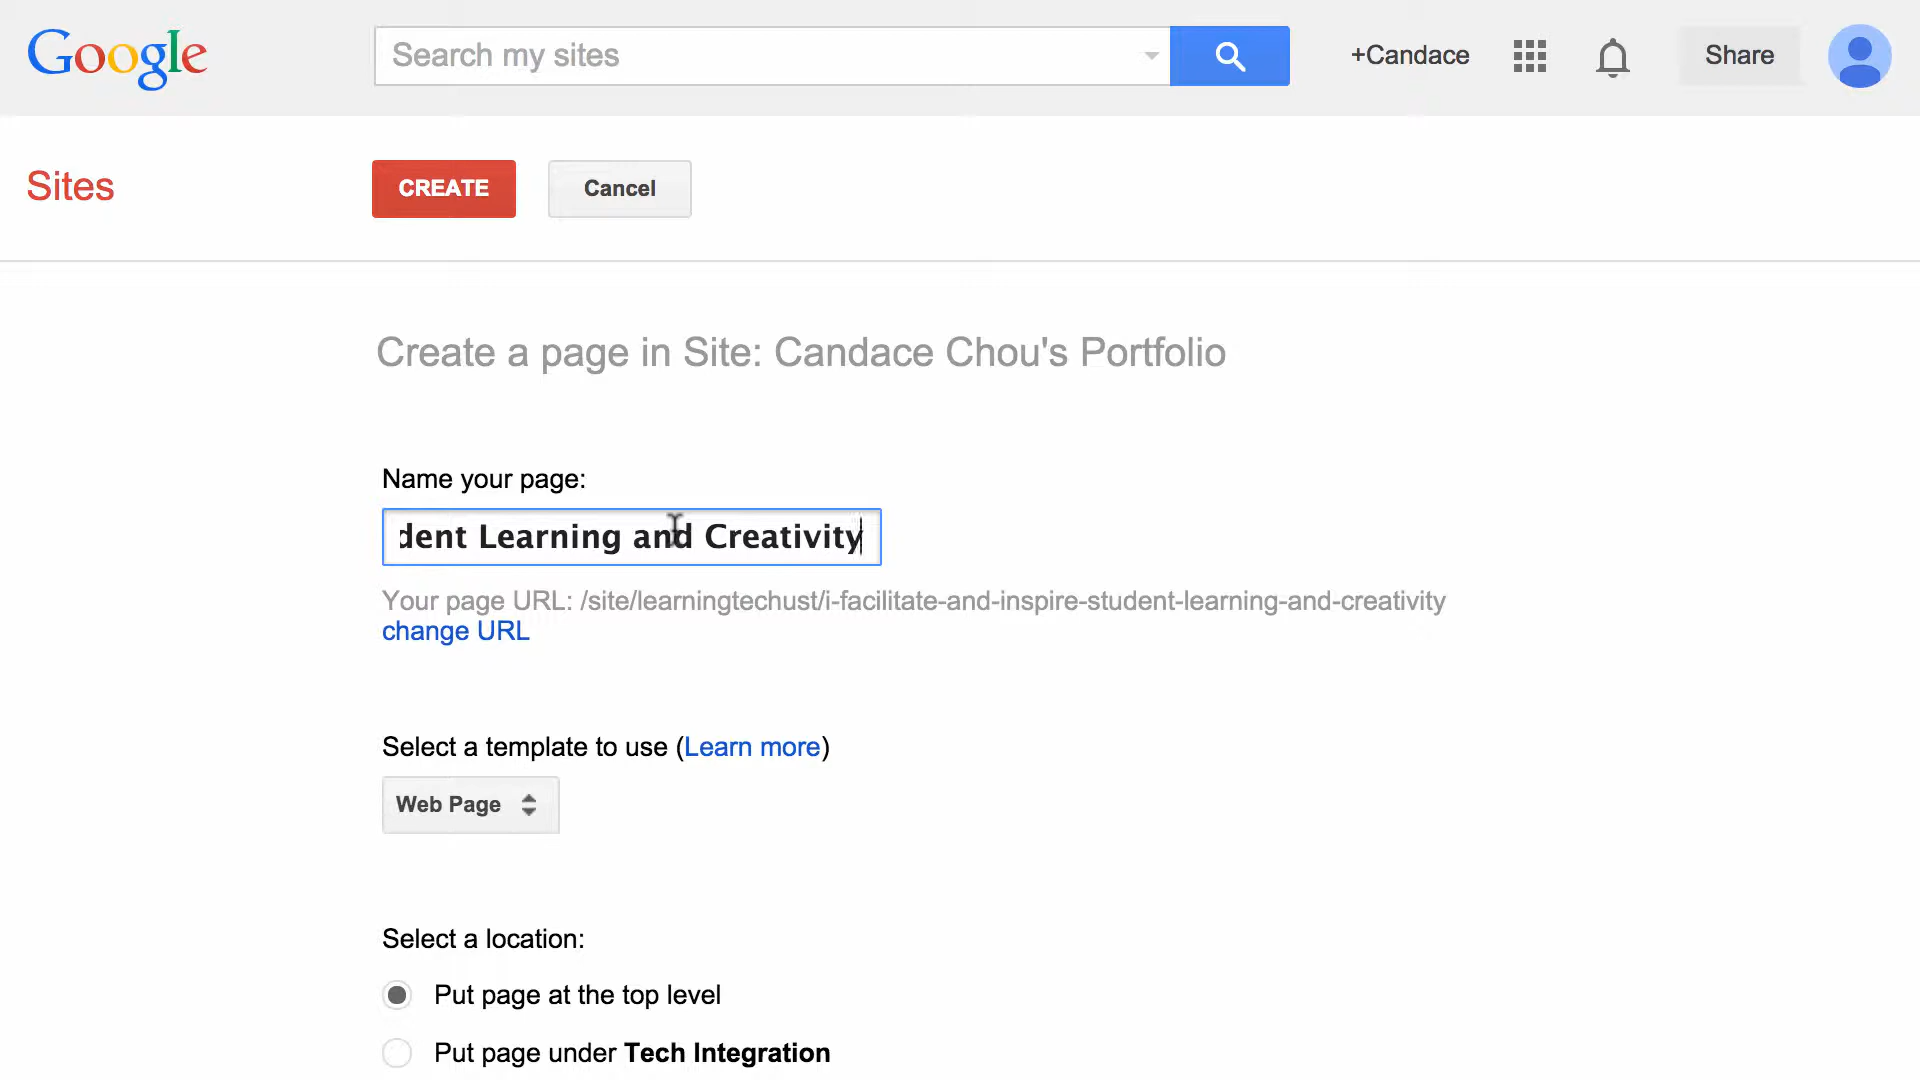 Google
Search my sites
+Candace
Share
Sites
CREATE
Cancel
Create a page in Site: Candace Chou's Portfolio
Name your page:
dent Learning and Creativity
Your page URL: /site/learningtechust/i-facilitate-and-inspire-student-learning-and-creativity
change URL
Select a template to use (Learn more)
Web Page
Select a location:
Put page at the top level
Put page under Tech Integration